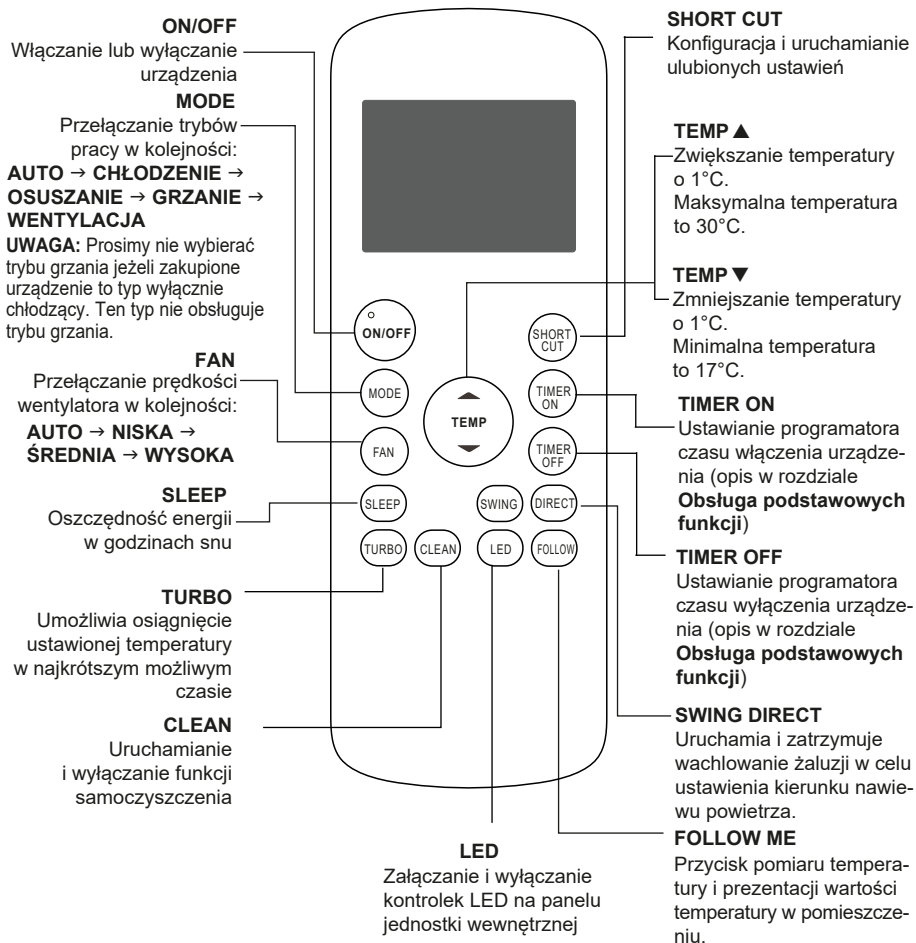 ON/OFF
Włączanie lub wyłączanie
urządzenia
MODE
Przełączanie trybów
pracy w kolejności:
AUTO → CHŁODZENIE →
OSUSZANIE → GRZANIE →
WENTYLACJA
UWAGA: Prosimy nie wybierać
trybu grzania jeżeli zakupione
urządzenie to typ wyłącznie
chłodzący. Ten typ nie obsługuje
trybu grzania.
FAN
Przełączanie prędkości
wentylatora w kolejności:
AUTO → NISKA →
ŚREDNIA → WYSOKA
SLEEP
Oszczędność energii
w godzinach snu
TURBO
Umożliwia osiągnięcie
ustawionej temperatury
w najkrótszym możliwym
czasie
CLEAN
Uruchamianie
i wyłączanie funkcji
samoczyszczenia
ON/OFF
SHORT
CUT
MODE
TEMP
TIMER
ON
FAN
TIMER
OFF
SLEEP
SWING
DIRECT
TURBO
CLEAN
LED
FOLLOW
LED
Załączanie i wyłączanie
kontrolek LED na panelu
jednostki wewnętrznej
SHORT CUT
Konfiguracja i uruchamianie
ulubionych ustawień
TEMP ▲
Zwiększanie temperatury
o 1°C.
Maksymalna temperatura
to 30°C.
TEMP ▼
Zmniejszanie temperatury
o 1°C.
Minimalna temperatura
to 17°C.
TIMER ON
Ustawianie programatora
czasu włączenia urządze-
nia (opis w rozdziale
Obsługa podstawowych
funkcji)
TIMER OFF
Ustawianie programatora
czasu wyłączenia urządze-
nia (opis w rozdziale
Obsługa podstawowych
funkcji)
SWING DIRECT
Uruchamia i zatrzymuje
wachlowanie żaluzji w celu
ustawienia kierunku nawie-
wu powietrza.
FOLLOW ME
Przycisk pomiaru tempera-
tury i prezentacji wartości
temperatury w pomieszcze-
niu.